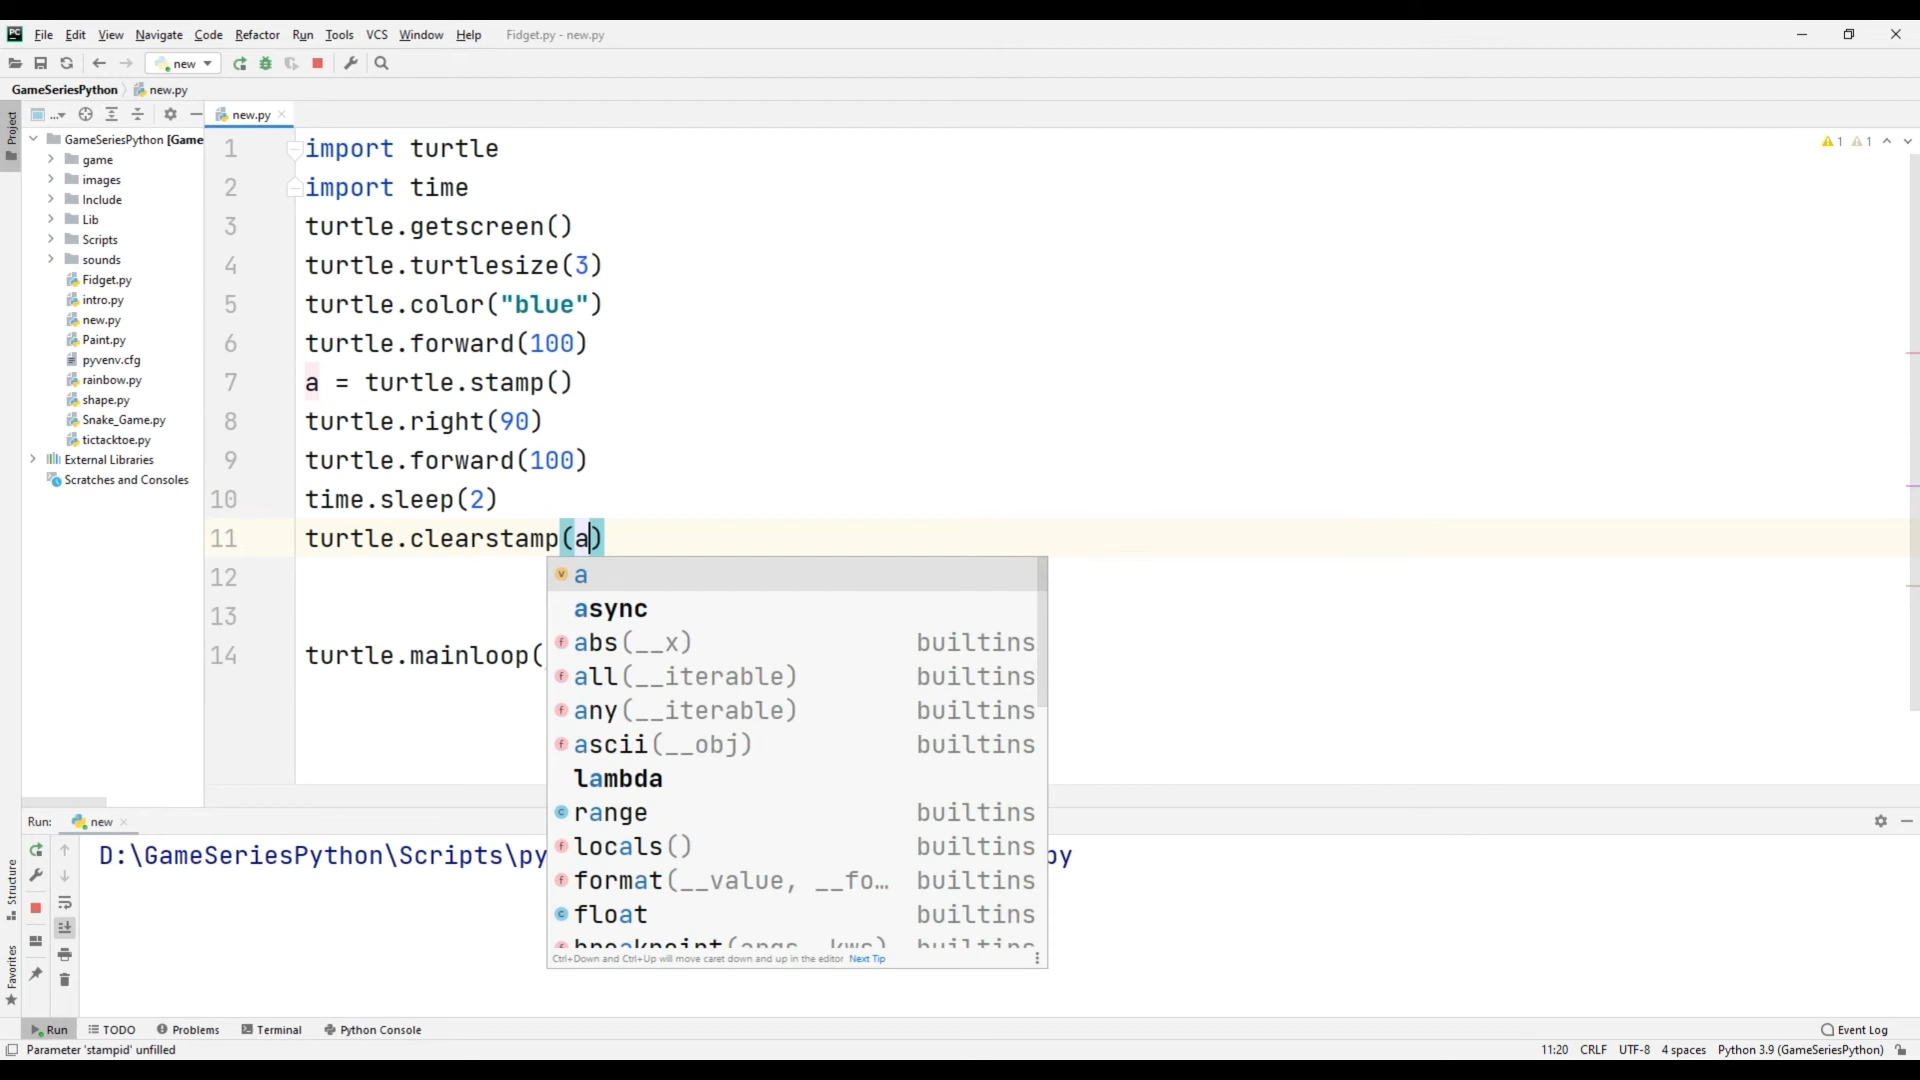 PC File Edit View Navigate Code Refactor Run Tools VCS Window Help Fidget.py - new.py
new
GameSeriesPython new.py
Project
... new.py
GameSeriesPython [Game
game
images
Include
Lib
Scripts
sounds
Fidget.py
intro.py
new.py
Paint.py
pyvenv.cfg
rainbow.py
shape.py
Snake_Game.py
tictacktoe.py
External Libraries
Scratches and Consoles
1 import turtle
2 import time
3 turtle.getscreen()
4 turtle.turtlesize(3)
5 turtle.color("blue")
6 turtle.forward(100)
7 a = turtle.stamp()
8 turtle.right(90)
9 turtle.forward(100)
10 time.sleep(2)
11 turtle.clearstamp(a)
12
13
14 turtle.mainloop(
1 1
v a
async
f abs(__x) builtins
f all(__iterable) builtins
f any(__iterable) builtins
f ascii(__obj) builtins
lambda
c range builtins
f locals() builtins
f format(__value, __fo… builtins
c float builtins
f breakpoint(args, kws) builtins
Ctrl+Down and Ctrl+Up will move caret down and up in the editor Next Tip
Run: new
D:\GameSeriesPython\Scripts\py
py
Structure
Favorites
Run TODO Problems Terminal Python Console Event Log
Parameter 'stampid' unfilled 11:20 CRLF UTF-8 4 spaces Python 3.9 (GameSeriesPython)